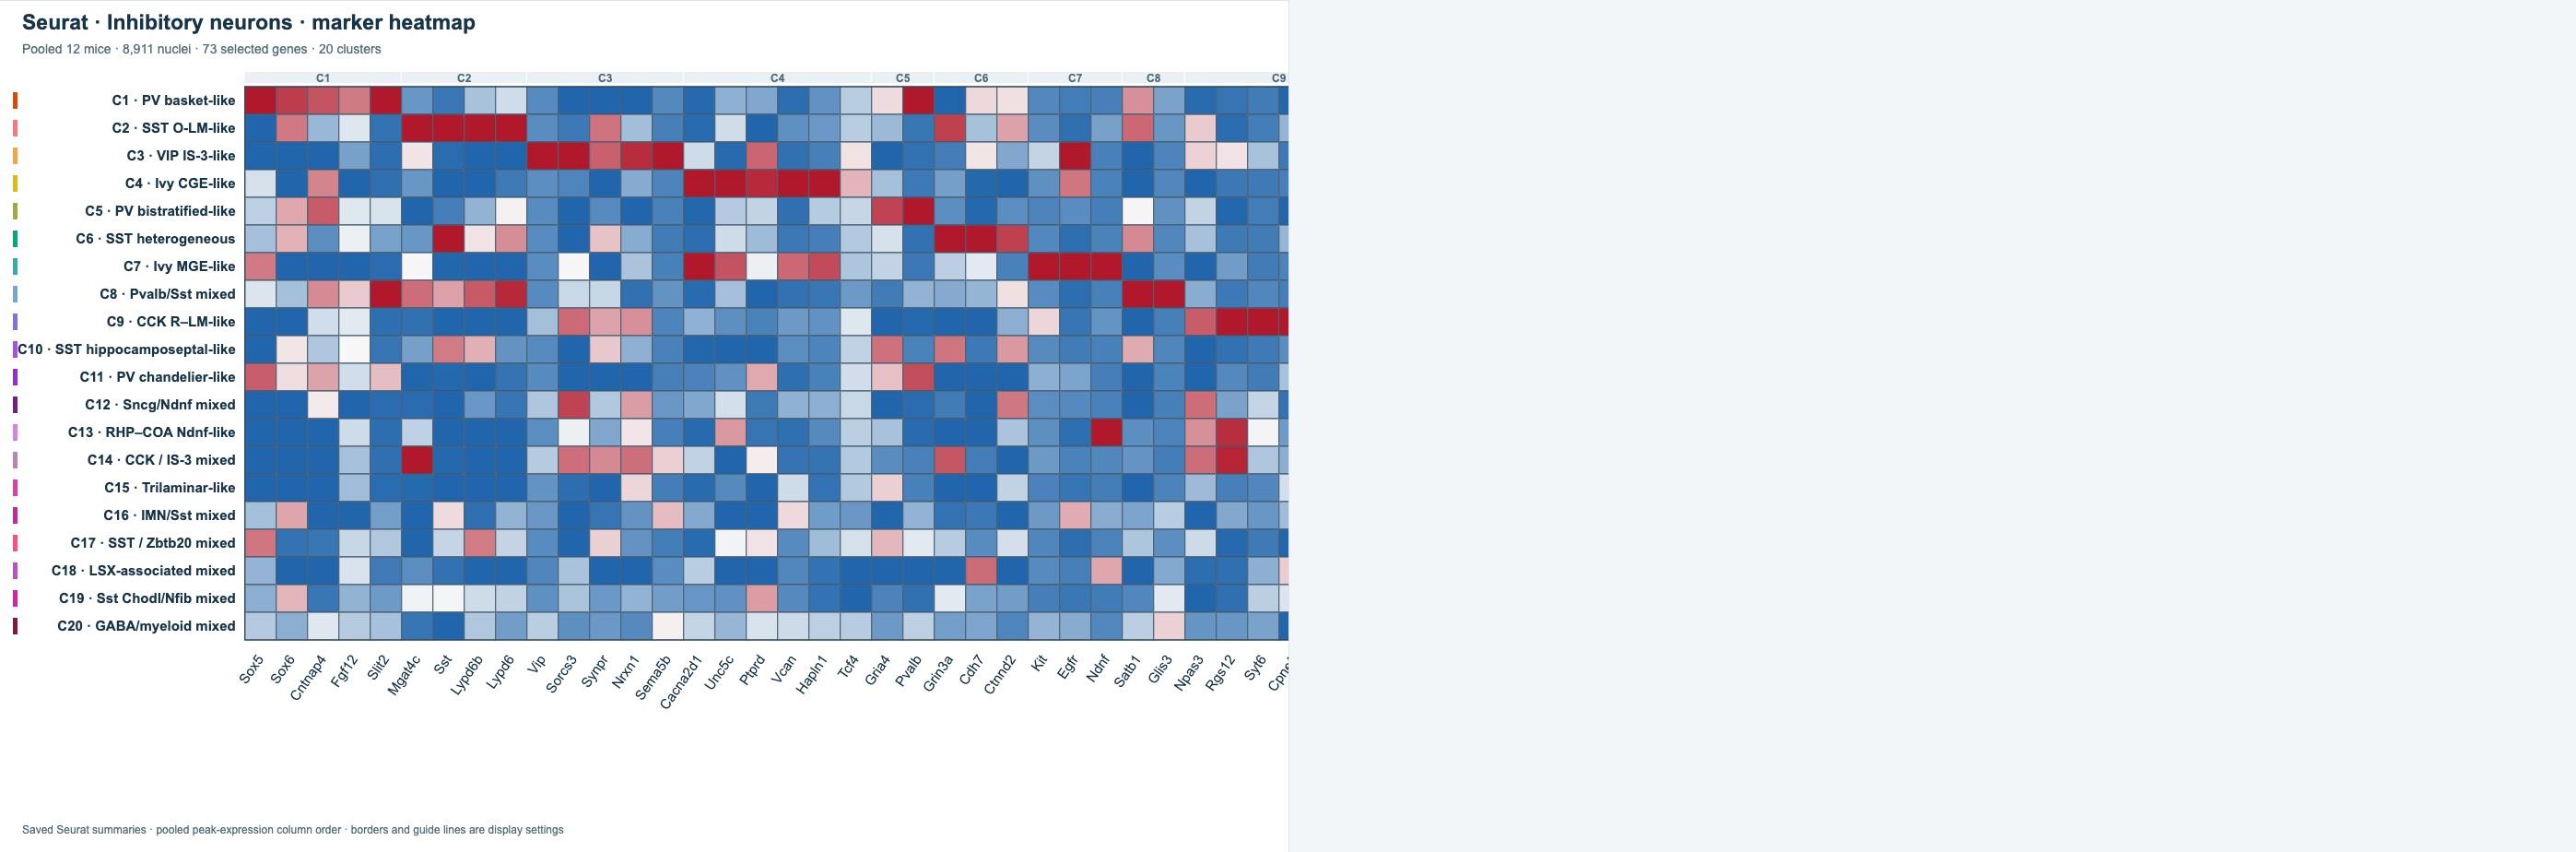 Seurat · Inhibitory neurons · marker heatmap
Pooled 12 mice · 8,911 nuclei · 73 selected genes · 20 clusters
C1 C2 C3 C4 C5 C6 C7 C8 C9
C1 · PV basket-like
C2 · SST O-LM-like
C3 · VIP IS-3-like
C4 · Ivy CGE-like
C5 · PV bistratified-like
C6 · SST heterogeneous
C7 · Ivy MGE-like
C8 · Pvalb/Sst mixed
C9 · CCK R–LM-like
C10 · SST hippocamposeptal-like
C11 · PV chandelier-like
C12 · Sncg/Ndnf mixed
C13 · RHP–COA Ndnf-like
C14 · CCK / IS-3 mixed
C15 · Trilaminar-like
C16 · IMN/Sst mixed
C17 · SST / Zbtb20 mixed
C18 · LSX-associated mixed
C19 · Sst Chodl/Nfib mixed
C20 · GABA/myeloid mixed
Sox5 Sox6 Cntnap4 Fgf12 Slit2 Mgat4c Sst Lypd6b Lypd6 Vip Sorcs3 Synpr Nrxn1 Sema5b Cacna2d1 Unc5c Ptprd Vcan Hapln1 Tcf4 Gria4 Pvalb Grin3a Cdh7 Ctnnd2 Kit Egfr Ndnf Satb1 Glis3 Npas3 Rgs12 Syt6
Saved Seurat summaries · pooled peak-expression column order · borders and guide lines are display settings